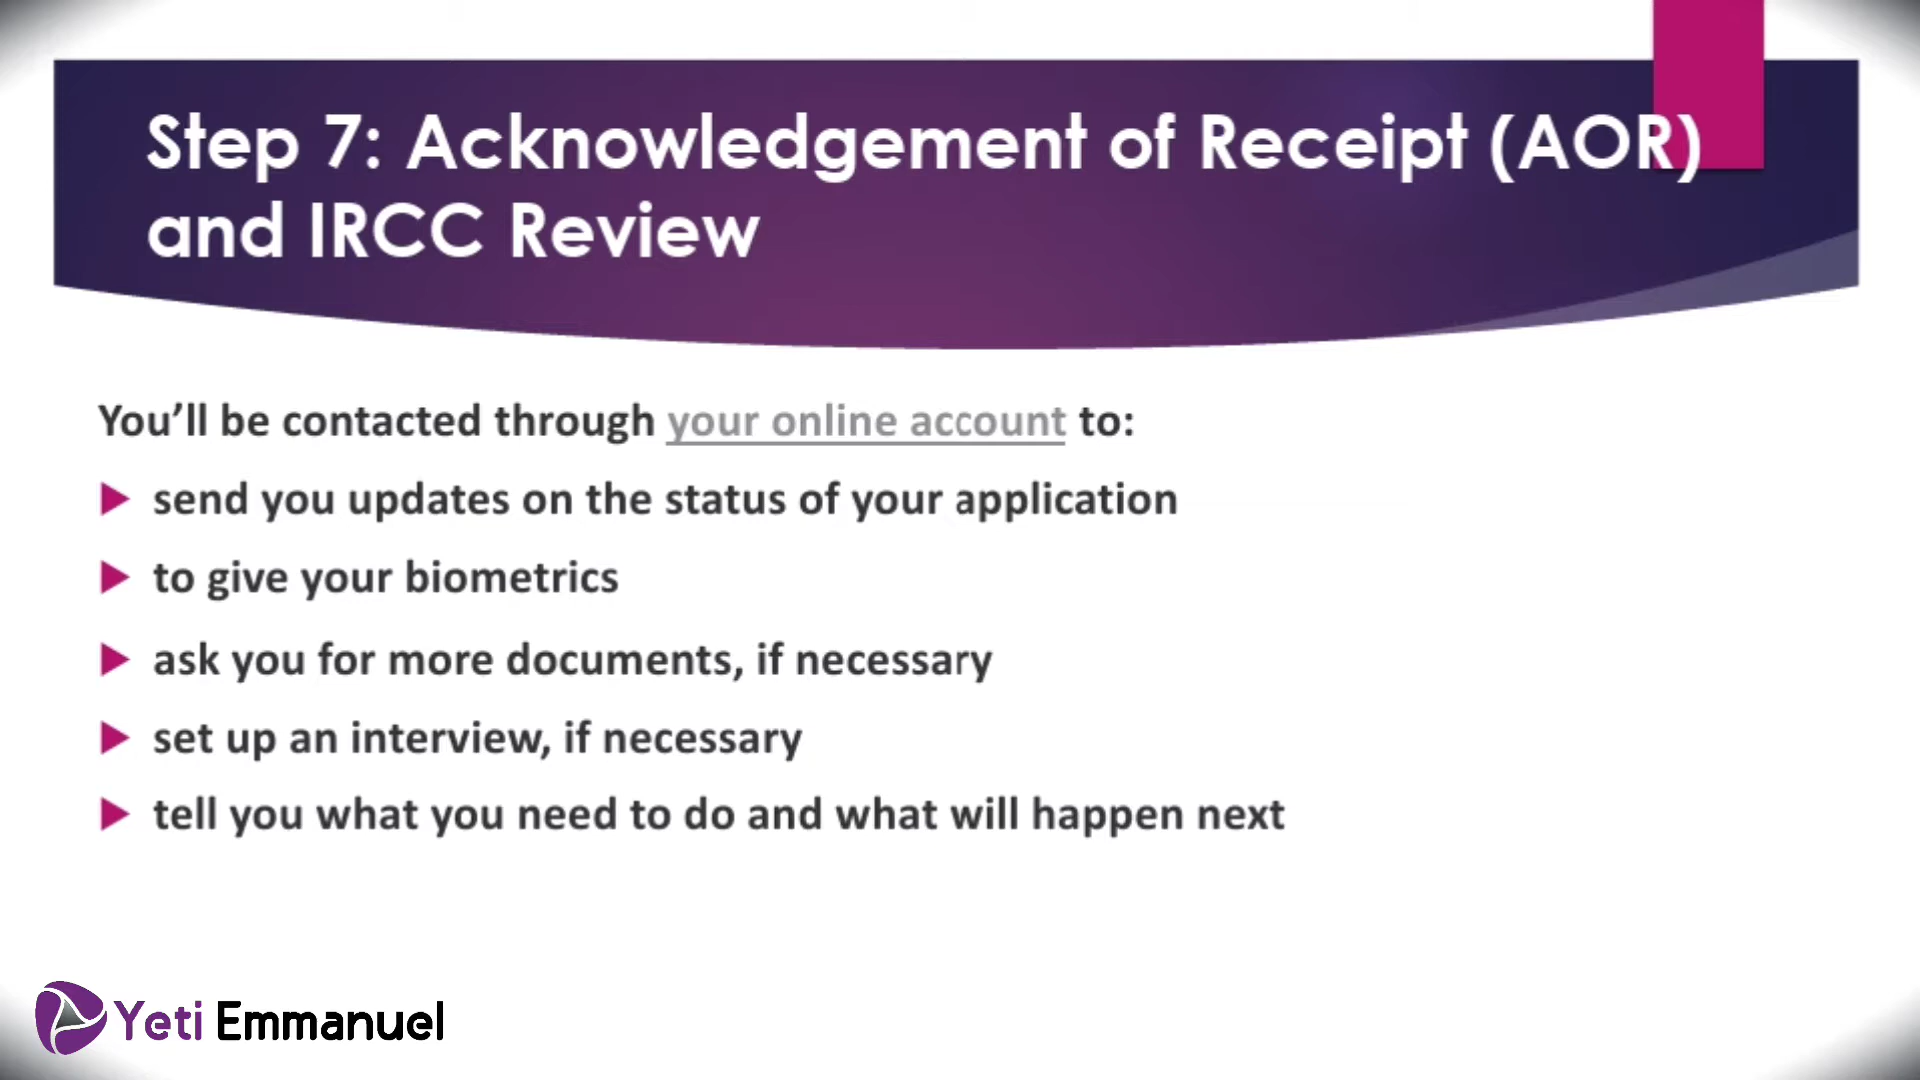 Step 7: Acknowledgement of Receipt (AOR)
and IRCC Review
You’ll be contacted through your online account to:
send you updates on the status of your application
to give your biometrics
ask you for more documents, if necessary
set up an interview, if necessary
tell you what you need to do and what will happen next
Yeti Emmanuel